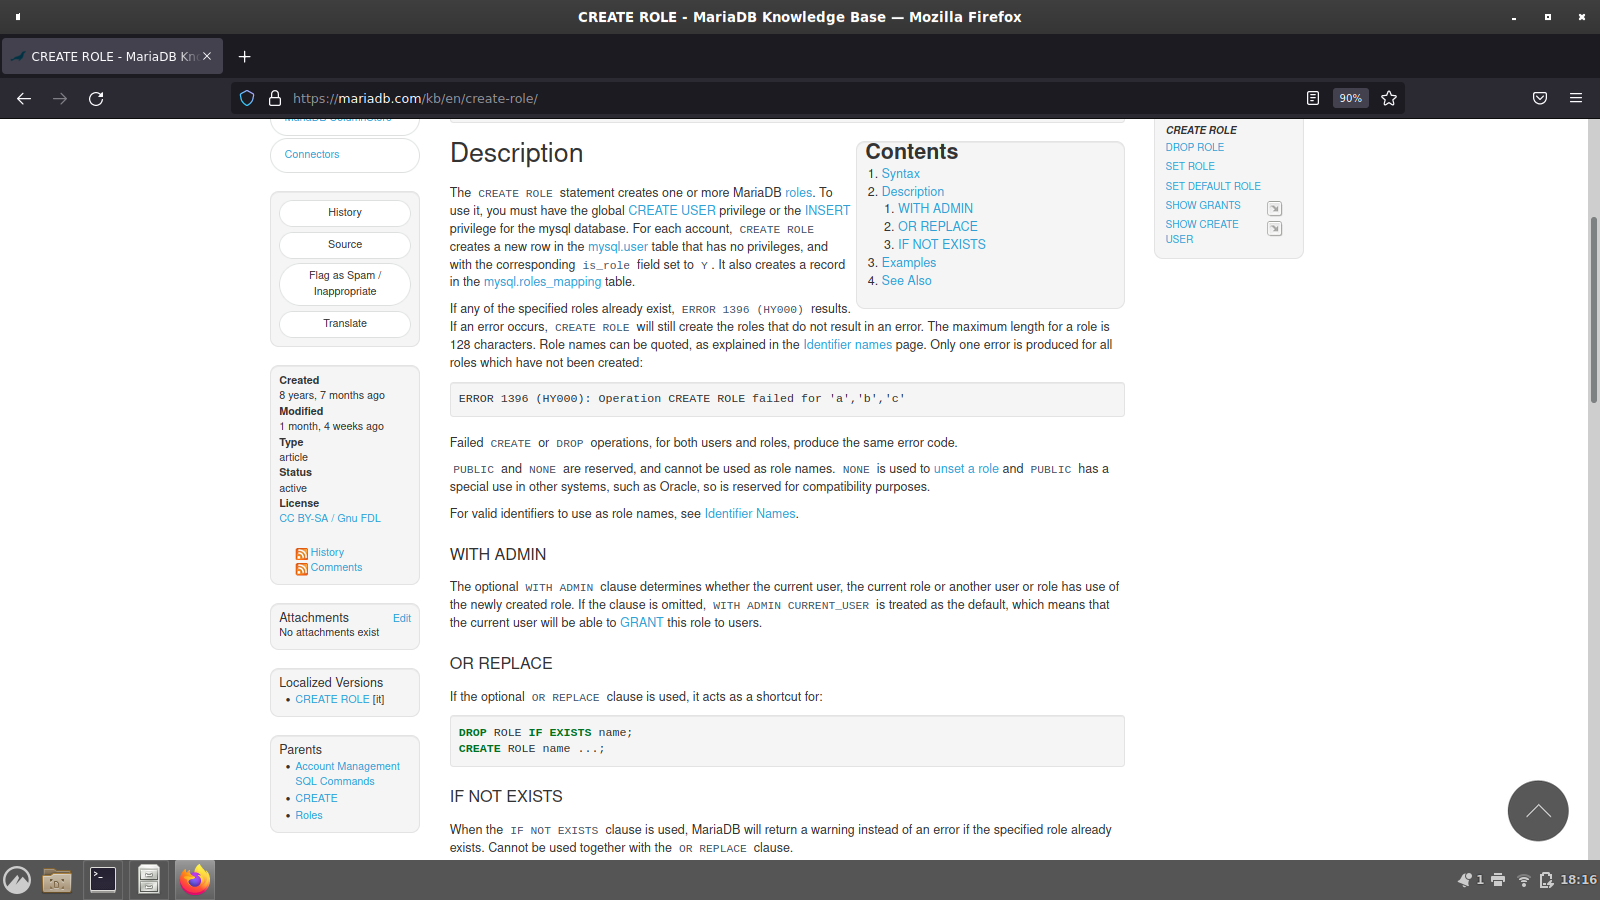 CREATE ROLE - MariaDB Knowledge Base — Mozilla Firefox
CREATE ROLE - MariaDB Kn
https://mariadb.com/kb/en/create-role/
90%
Connectors
History
Source
Flag as Spam /
Inappropriate
Translate
Created
8 years, 7 months ago
Modified
1 month, 4 weeks ago
Type
article
Status
active
License
CC BY-SA / Gnu FDL
History
Comments
Attachments Edit
No attachments exist
Localized Versions
• CREATE ROLE [it]
Parents
• Account Management
SQL Commands
• CREATE
• Roles
Description
The CREATE ROLE statement creates one or more MariaDB roles. To
use it, you must have the global CREATE USER privilege or the INSERT
privilege for the mysql database. For each account, CREATE ROLE
creates a new row in the mysql.user table that has no privileges, and
with the corresponding is_role field set to Y . It also creates a record
in the mysql.roles_mapping table.
If any of the specified roles already exist, ERROR 1396 (HY000) results.
If an error occurs, CREATE ROLE will still create the roles that do not result in an error. The maximum length for a role is
128 characters. Role names can be quoted, as explained in the Identifier names page. Only one error is produced for all
roles which have not been created:
ERROR 1396 (HY000): Operation CREATE ROLE failed for 'a','b','c'
Failed CREATE or DROP operations, for both users and roles, produce the same error code.
PUBLIC and NONE are reserved, and cannot be used as role names. NONE is used to unset a role and PUBLIC has a
special use in other systems, such as Oracle, so is reserved for compatibility purposes.
For valid identifiers to use as role names, see Identifier Names.
WITH ADMIN
The optional WITH ADMIN clause determines whether the current user, the current role or another user or role has use of
the newly created role. If the clause is omitted, WITH ADMIN CURRENT_USER is treated as the default, which means that
the current user will be able to GRANT this role to users.
OR REPLACE
If the optional OR REPLACE clause is used, it acts as a shortcut for:
DROP ROLE IF EXISTS name;
CREATE ROLE name ...;
IF NOT EXISTS
When the IF NOT EXISTS clause is used, MariaDB will return a warning instead of an error if the specified role already
exists. Cannot be used together with the OR REPLACE clause.
Contents
1. Syntax
2. Description
1. WITH ADMIN
2. OR REPLACE
3. IF NOT EXISTS
3. Examples
4. See Also
CREATE ROLE
DROP ROLE
SET ROLE
SET DEFAULT ROLE
SHOW GRANTS
SHOW CREATE
USER
1
18:16